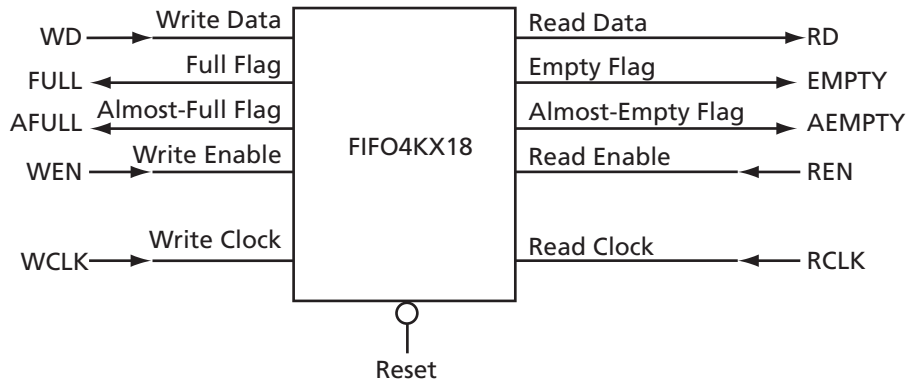 WD Write Data Read Data RD
FULL Full Flag Empty Flag EMPTY
AFULL Almost-Full Flag Almost-Empty Flag AEMPTY
FIFO4KX18
WEN Write Enable Read Enable REN
WCLK Write Clock Read Clock RCLK
Reset